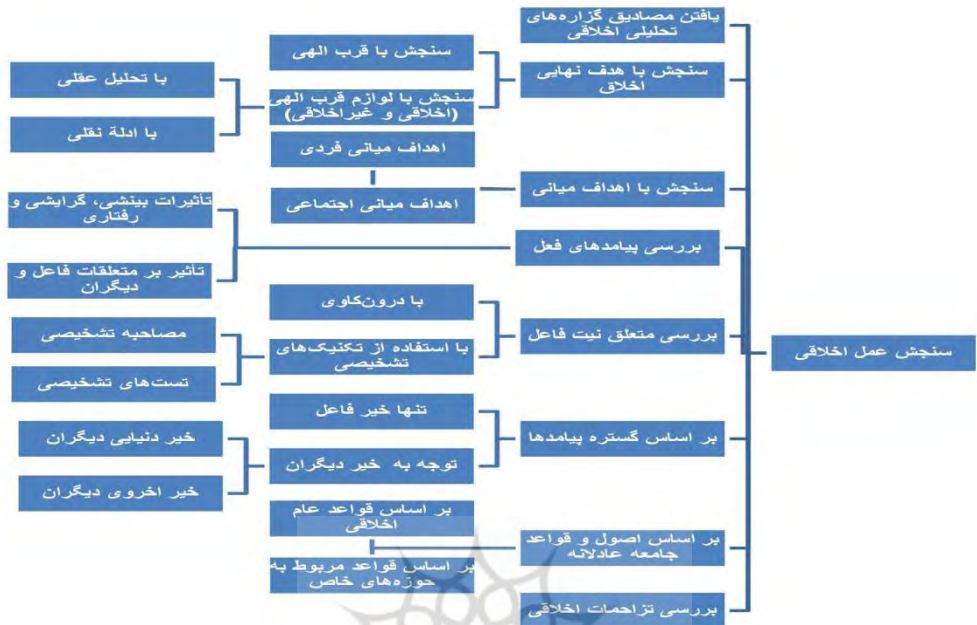 سنجش عمل اخلاقی
یافتن مصادیق گزاره‌های
تحلیلی اخلاقی
سنجش با هدف نهایی
اخلاق
سنجش با قرب الهی
سنجش با لوازم قرب الهی
(اخلاقی و غیراخلاقی)
با تحلیل عقلی
با ادلة نقلی
سنجش با اهداف میانی
اهداف میانی فردی
اهداف میانی اجتماعی
بررسی پیامدهای فعل
تأثیرات بینشی، گرایشی و
رفتاری
تأثیر بر متعلقات فاعل و
دیگران
بررسی متعلق نیت فاعل
با درون‌کاوی
با استفاده از تکنیک‌های
تشخیصی
مصاحبه تشخیصی
تست‌های تشخیصی
بر اساس گستره پیامدها
تنها خیر فاعل
توجه به خیر دیگران
خیر دنیایی دیگران
خیر اخروی دیگران
بر اساس اصول و قواعد
جامعه عادلانه
بر اساس قواعد عام
اخلاقی
بر اساس قواعد مربوط به
حوزه‌های خاص
بررسی تزاحمات اخلاقی